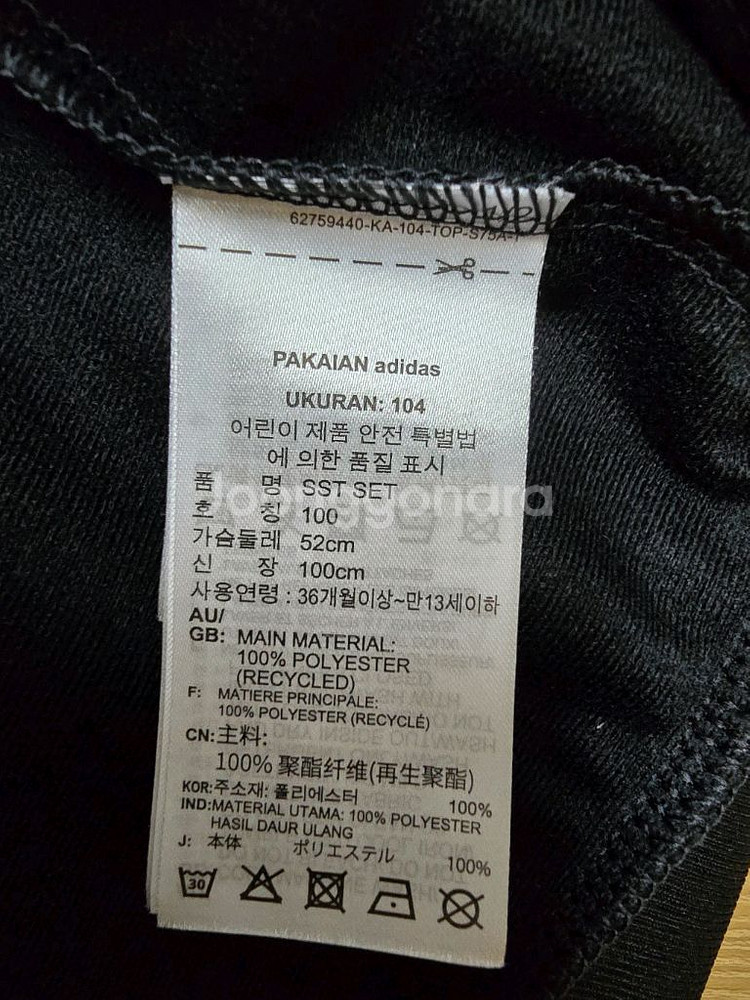 62759440-KA-104-TOP-S75A-1
PAKAIAN adidas
UKURAN: 104
어린이 제품 안전 특별법
에 의한 품질 표시
품 명 SST SET
호 칭 100
가슴둘레 52cm
신 장 100cm
사용연령 : 36개월이상~만13세이하
AU/
GB: MAIN MATERIAL:
100% POLYESTER
(RECYCLED)
F: MATIERE PRINCIPALE:
100% POLYESTER (RECYCLÉ)
CN:主料:
100% 聚酯纤维(再生聚酯)
KOR:주소재: 폴리에스터 100%
IND:MATERIAL UTAMA: 100% POLYESTER
HASIL DAUR ULANG
J: 本体 ポリエステル 100%
30
Joonggonara